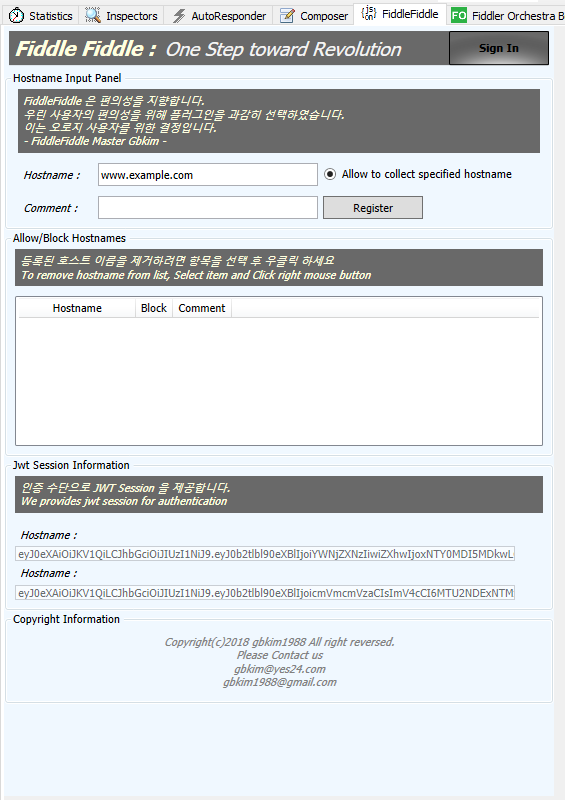 Statistics Inspectors AutoResponder Composer FiddleFiddle FO Fiddler Orchestra B
Fiddle Fiddle : One Step toward Revolution Sign In
Hostname Input Panel
FiddleFiddle 은 편의성을 지향합니다.
우린 사용자의 편의성을 위해 플러그인을 과감히 선택하였습니다.
이는 오로지 사용자를 위한 결정입니다.
- FiddleFiddle Master Gbkim -
Hostname : www.example.com Allow to collect specified hostname
Comment : Register
Allow/Block Hostnames
등록된 호스트 이름을 제거하려면 항목을 선택 후 우클릭 하세요
To remove hostname from list, Select item and Click right mouse button
Hostname Block Comment
Jwt Session Information
인증 수단으로 JWT Session 을 제공합니다.
We provides jwt session for authentication
Hostname :
eyJ0eXAiOiJKV1QiLCJhbGciOiJIUzI1NiJ9.eyJ0b2tlbl90eXBlIjoiYWNjZXNzIiwiZXhwIjoxNTY0MDI5MDkwL
Hostname :
eyJ0eXAiOiJKV1QiLCJhbGciOiJIUzI1NiJ9.eyJ0b2tlbl90eXBlIjoicmVmcmVzaCIsImV4cCI6MTU2NDExNTM
Copyright Information
Copyright(c)2018 gbkim1988 All right reversed.
Please Contact us
gbkim@yes24.com
gbkim1988@gmail.com